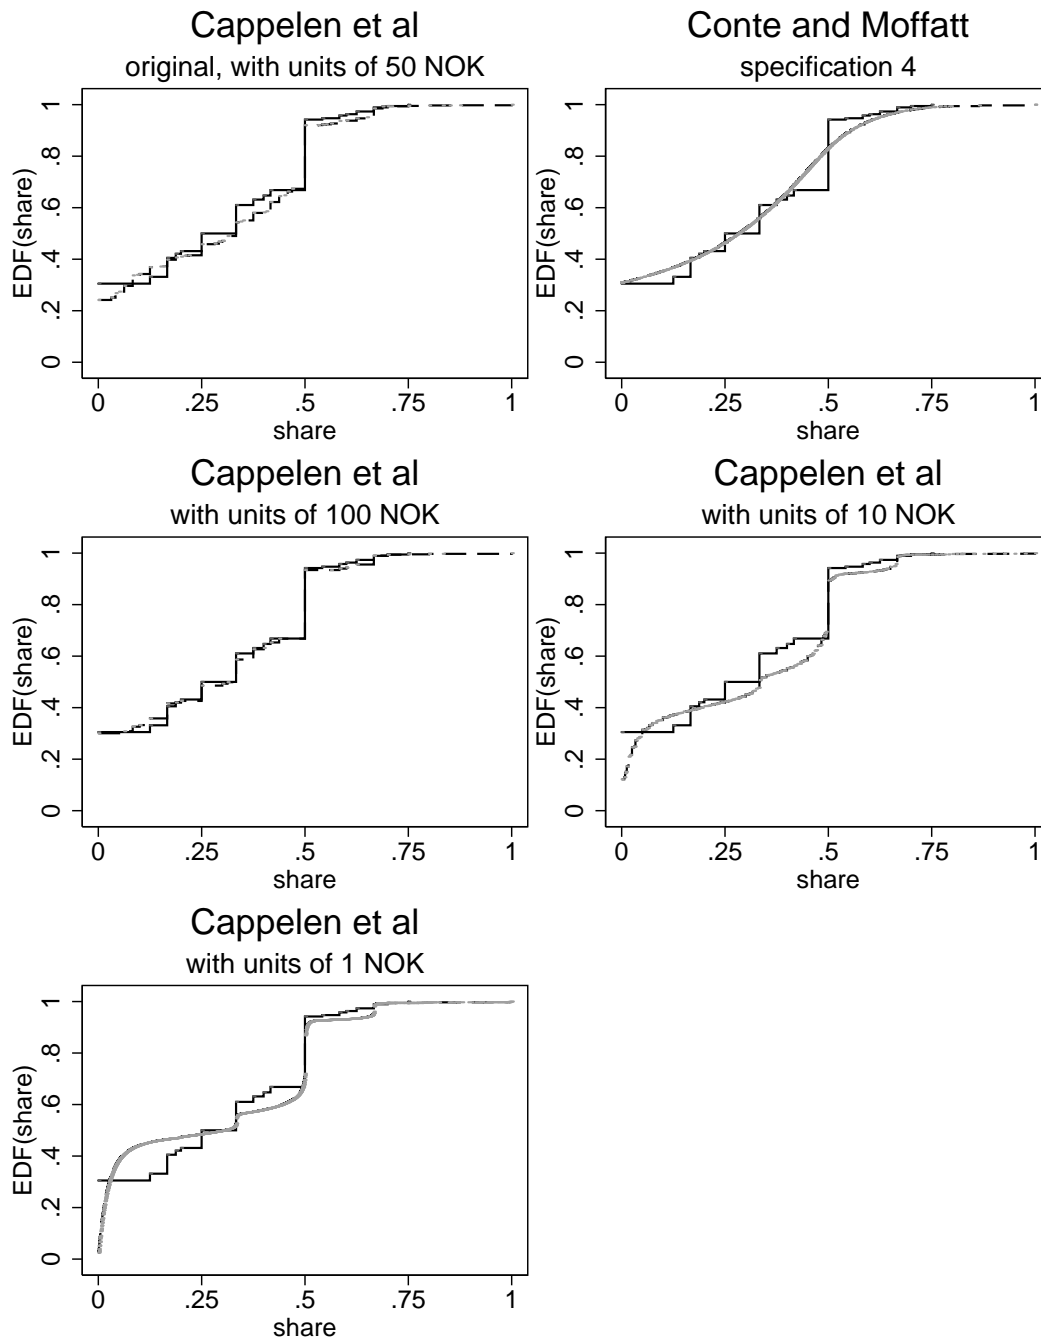 Cappelen et al
original, with units of 50 NOK
EDF(share)
0 .2 .4 .6 .8 1
0 .25 .5 .75 1
share
Conte and Moffatt
specification 4
EDF(share)
0 .2 .4 .6 .8 1
0 .25 .5 .75 1
share
Cappelen et al
with units of 100 NOK
EDF(share)
0 .2 .4 .6 .8 1
0 .25 .5 .75 1
share
Cappelen et al
with units of 10 NOK
EDF(share)
0 .2 .4 .6 .8 1
0 .25 .5 .75 1
share
Cappelen et al
with units of 1 NOK
EDF(share)
0 .2 .4 .6 .8 1
0 .25 .5 .75 1
share